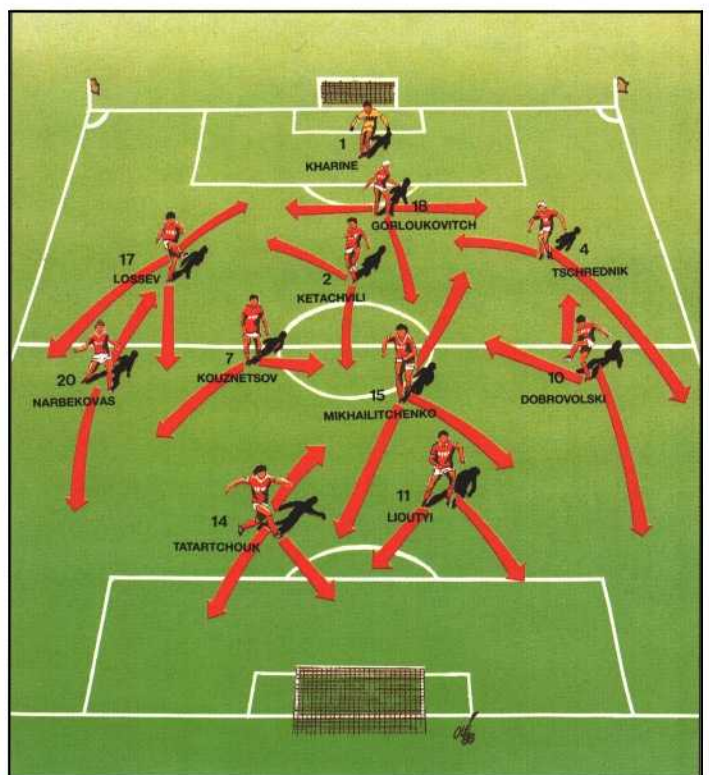 1
KHARINE
18
GORLOUKOVITCH
17
LOSSEV
2
KETACHVILI
4
TSCHREDNIK
20
NARBEKOVAS
7
KOUZNETSOV
15
MIKHAILITCHENKO
10
DOBROVOLSKI
14
TATARTCHOUK
11
LIOUTYI